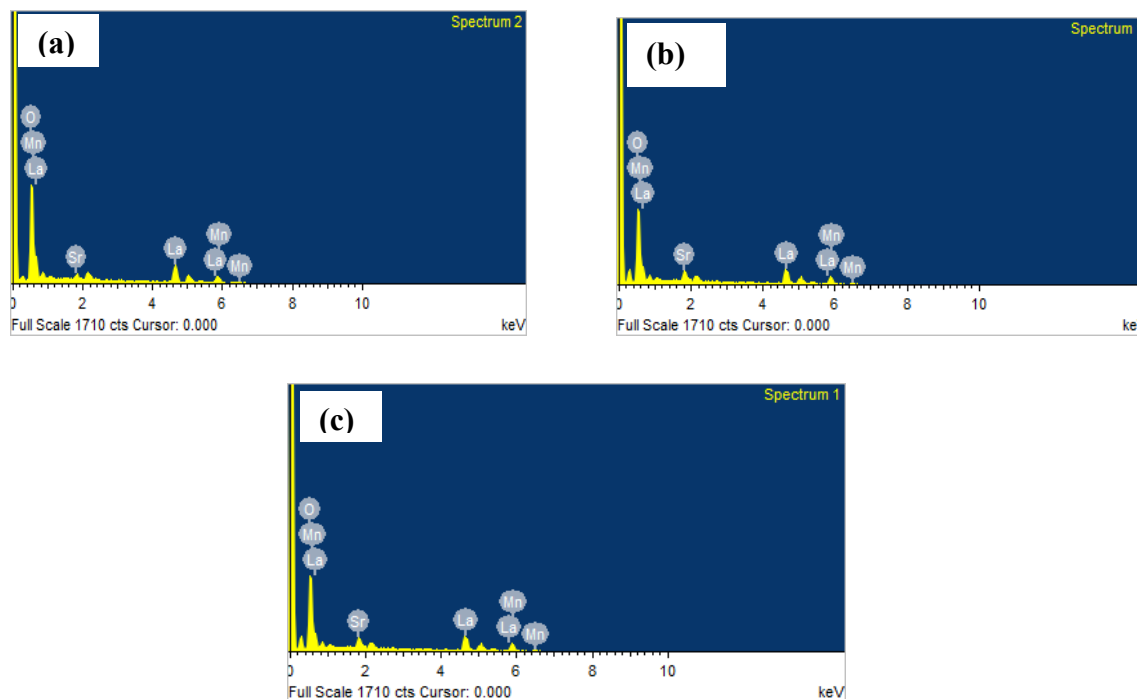 (a)
Spectrum 2
O
Mn
La
Sr
La
Mn
La
Mn
0 2 4 6 8 10
Full Scale 1710 cts Cursor: 0.000 keV
(b)
Spectrum
O
Mn
La
Sr
La
Mn
La
Mn
0 2 4 6 8 10
Full Scale 1710 cts Cursor: 0.000 ke
(c)
Spectrum 1
O
Mn
La
Sr
La
Mn
La
Mn
0 2 4 6 8 10
Full Scale 1710 cts Cursor: 0.000 keV